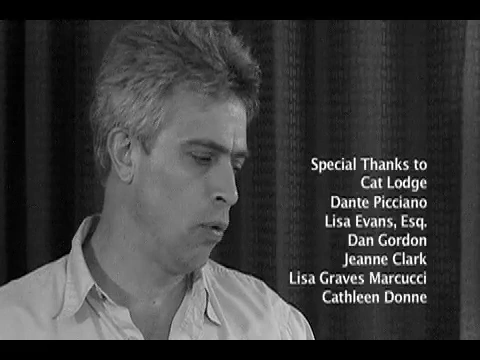 Special Thanks to
Cat Lodge
Dante Picciano
Lisa Evans, Esq.
Dan Gordon
Jeanne Clark
Lisa Graves Marcucci
Cathleen Donne